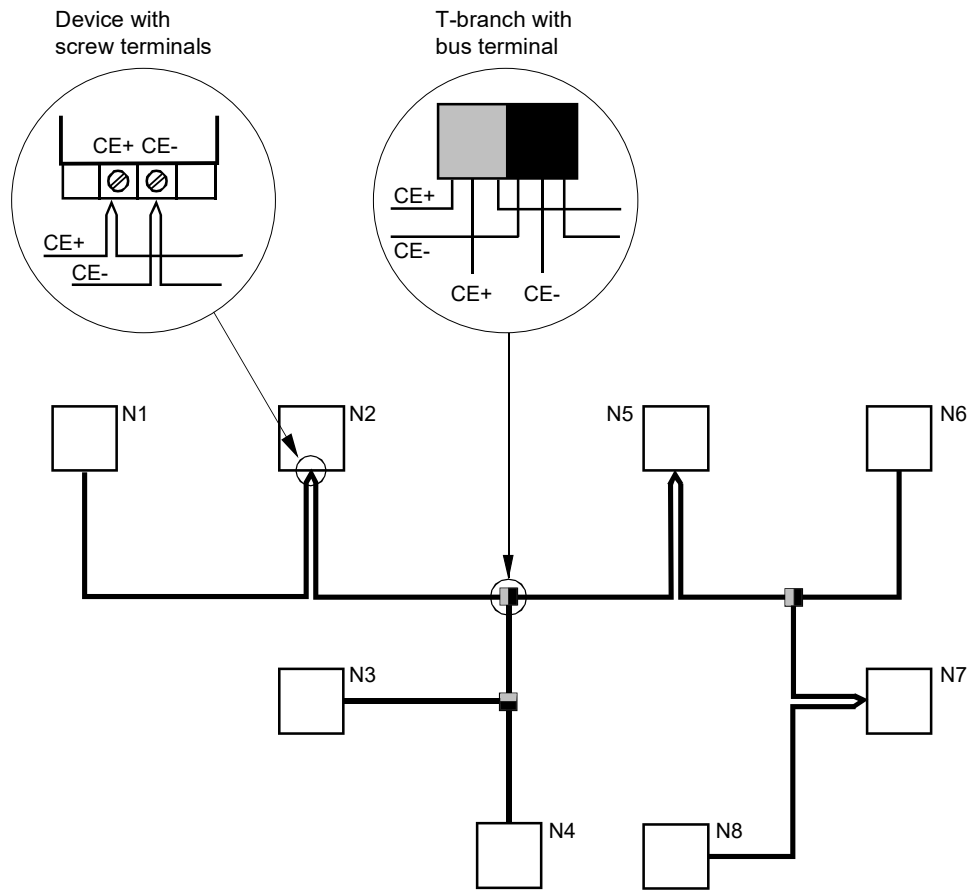 Device with
screw terminals
T-branch with
bus terminal
CE+ CE-
CE+
CE-
CE+
CE-
CE+ CE-
N1
N2
N5
N6
N3
N7
N4
N8